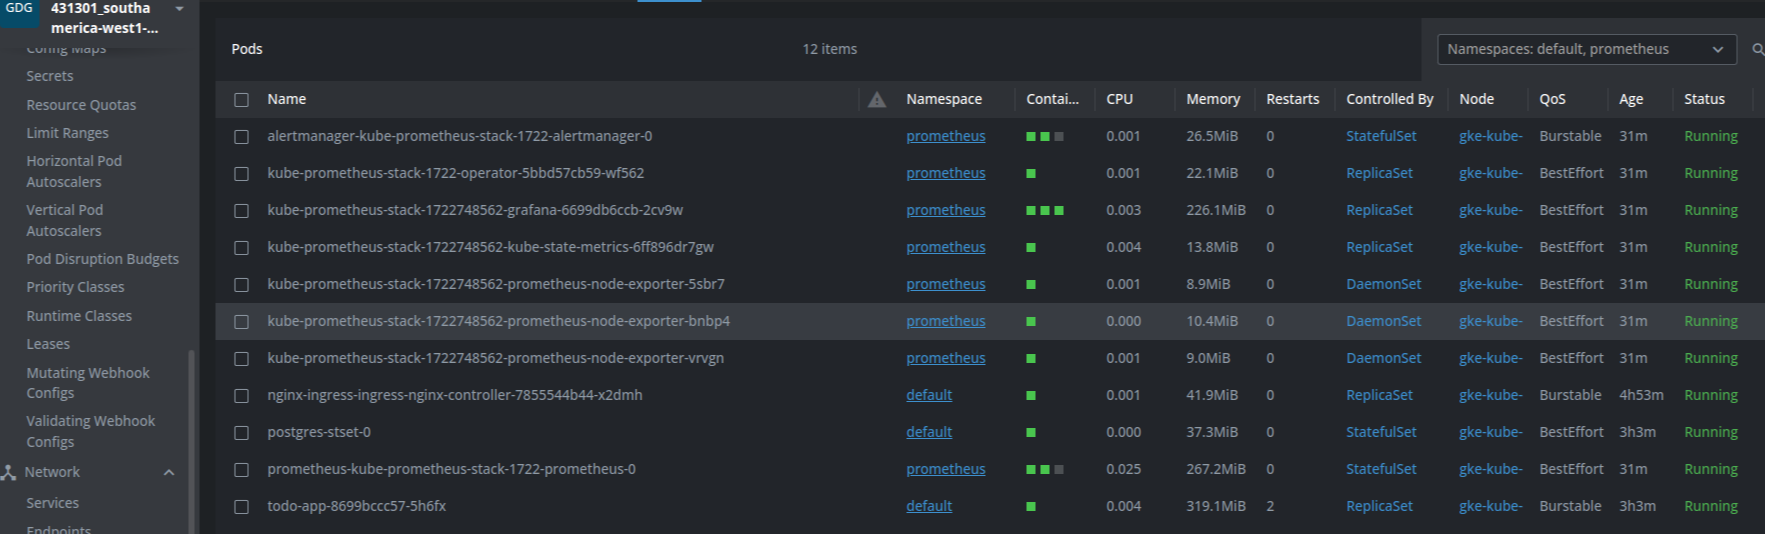 GDG
431301_southa
merica-west1-...
Config Maps
Secrets
Resource Quotas
Limit Ranges
Horizontal Pod
Autoscalers
Vertical Pod
Autoscalers
Pod Disruption Budgets
Priority Classes
Runtime Classes
Leases
Mutating Webhook
Configs
Validating Webhook
Configs
Network
Services
Endpoints
Pods 12 items Namespaces: default, prometheus
Name Namespace Contai... CPU Memory Restarts Controlled By Node QoS Age Status
alertmanager-kube-prometheus-stack-1722-alertmanager-0 prometheus 0.001 26.5MiB 0 StatefulSet gke-kube- Burstable 31m Running
kube-prometheus-stack-1722-operator-5bbd57cb59-wf562 prometheus 0.001 22.1MiB 0 ReplicaSet gke-kube- BestEffort 31m Running
kube-prometheus-stack-1722748562-grafana-6699db6ccb-2cv9w prometheus 0.003 226.1MiB 0 ReplicaSet gke-kube- BestEffort 31m Running
kube-prometheus-stack-1722748562-kube-state-metrics-6ff896dr7gw prometheus 0.004 13.8MiB 0 ReplicaSet gke-kube- BestEffort 31m Running
kube-prometheus-stack-1722748562-prometheus-node-exporter-5sbr7 prometheus 0.001 8.9MiB 0 DaemonSet gke-kube- BestEffort 31m Running
kube-prometheus-stack-1722748562-prometheus-node-exporter-bnbp4 prometheus 0.000 10.4MiB 0 DaemonSet gke-kube- BestEffort 31m Running
kube-prometheus-stack-1722748562-prometheus-node-exporter-vrvgn prometheus 0.001 9.0MiB 0 DaemonSet gke-kube- BestEffort 31m Running
nginx-ingress-ingress-nginx-controller-7855544b44-x2dmh default 0.001 41.9MiB 0 ReplicaSet gke-kube- Burstable 4h53m Running
postgres-stset-0 default 0.000 37.3MiB 0 StatefulSet gke-kube- BestEffort 3h3m Running
prometheus-kube-prometheus-stack-1722-prometheus-0 prometheus 0.025 267.2MiB 0 StatefulSet gke-kube- BestEffort 31m Running
todo-app-8699bccc57-5h6fx default 0.004 319.1MiB 2 ReplicaSet gke-kube- Burstable 3h3m Running